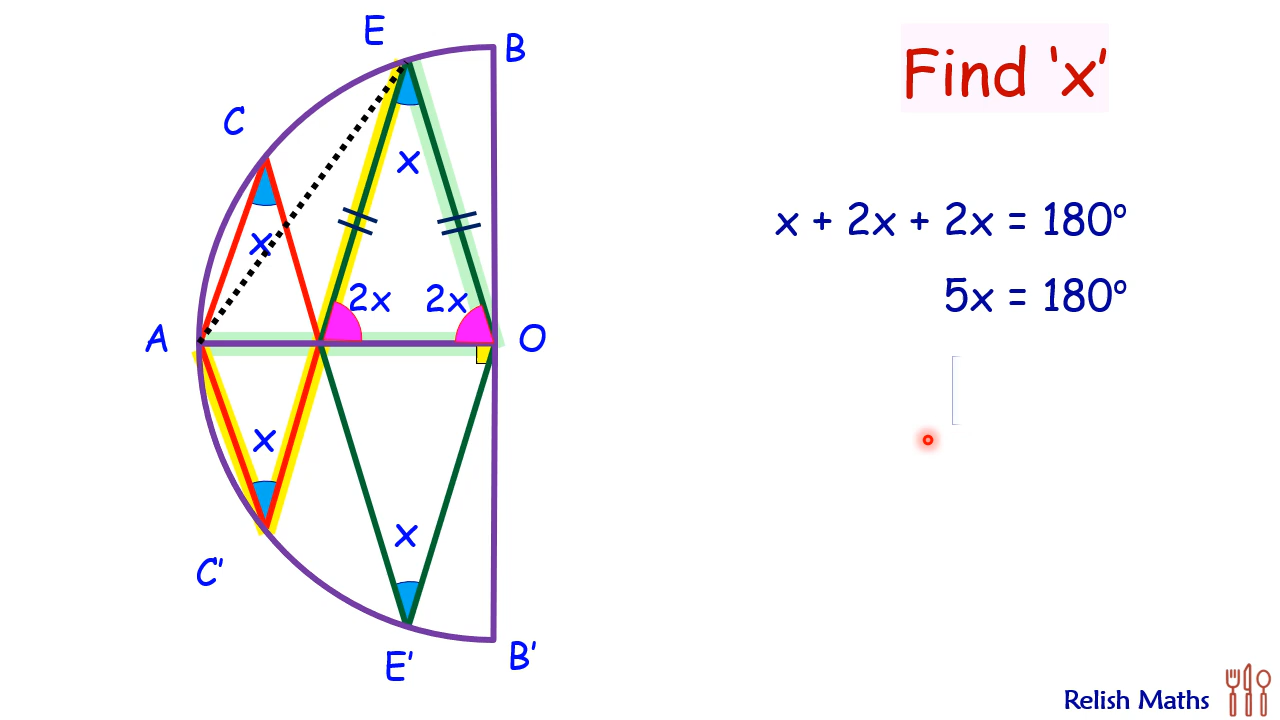 Find 'x'
E
B
C
x
x
x + 2x + 2x = 180°
5x = 180°
2x
2x
A
O
x
x
C'
E'
B'
Relish Maths